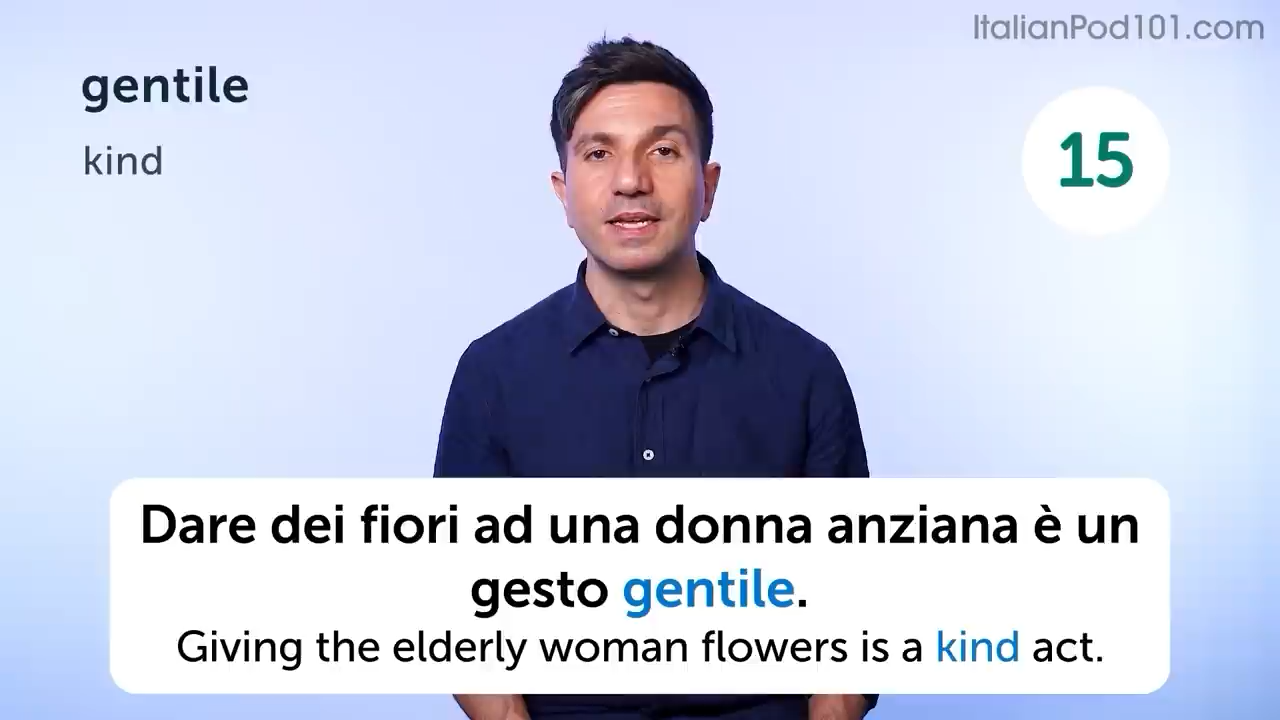 ItalianPod101.com
gentile
kind
15
Dare dei fiori ad una donna anziana è un
gesto gentile.
Giving the elderly woman flowers is a kind act.